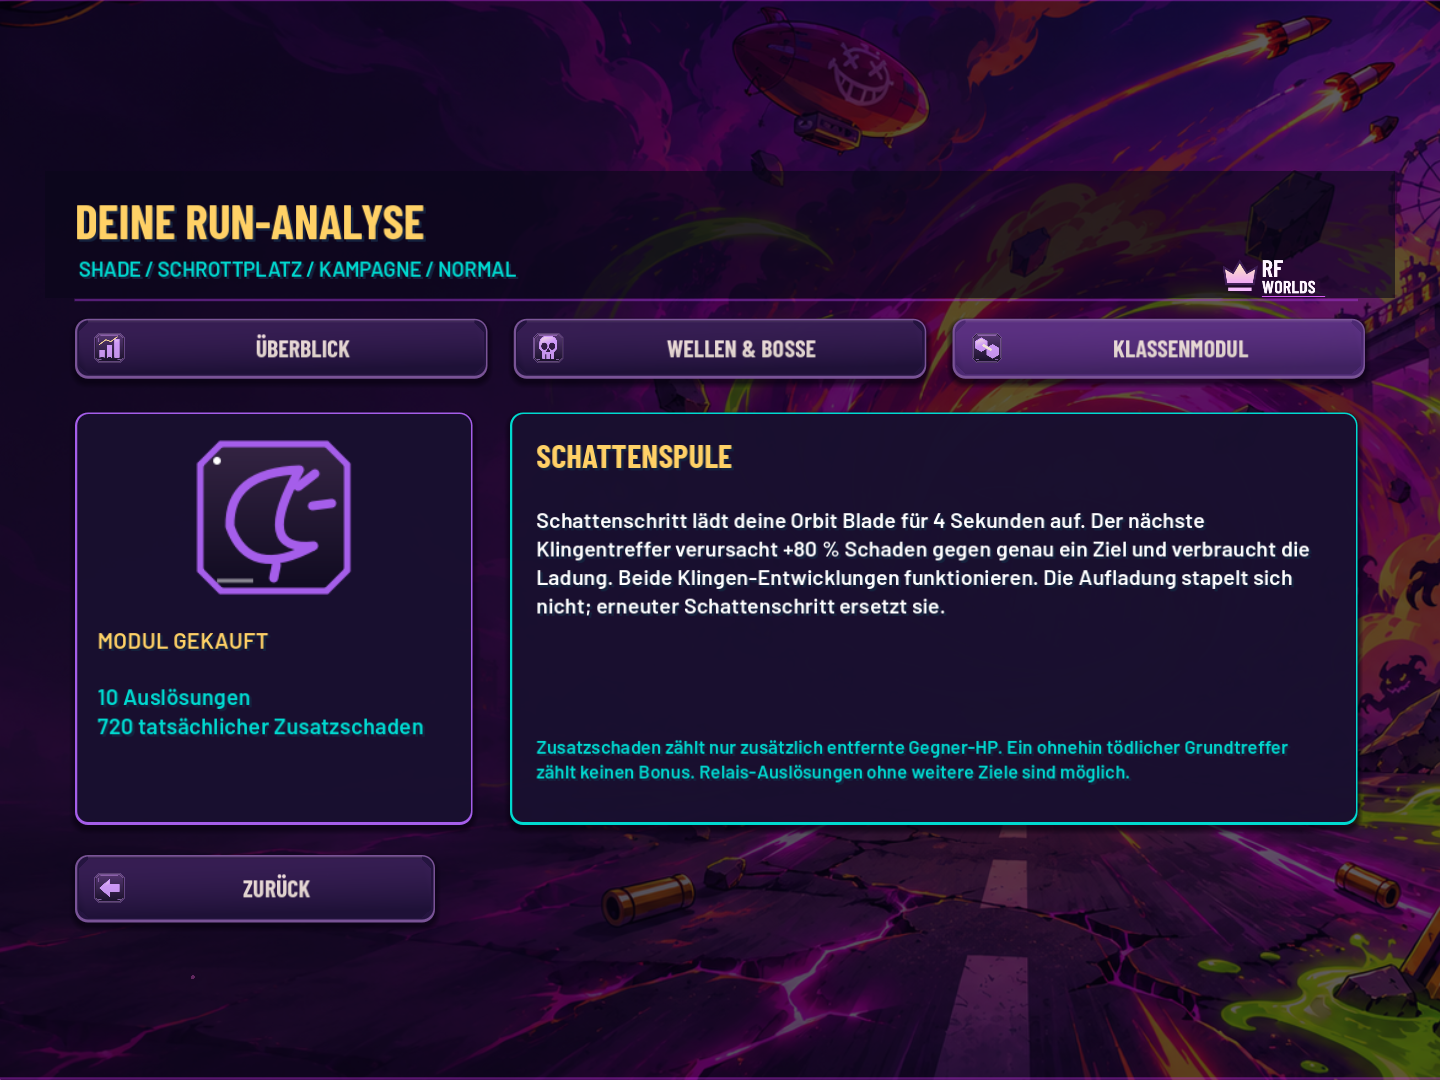 DEINE RUN-ANALYSE
SHADE / SCHROTTPLATZ / KAMPAGNE / NORMAL
RF
WORLDS
ÜBERBLICK
WELLEN & BOSSE
KLASSENMODUL
MODUL GEKAUFT
10 Auslösungen
720 tatsächlicher Zusatzschaden
SCHATTENSPULE
Schattenschritt lädt deine Orbit Blade für 4 Sekunden auf. Der nächste
Klingentreffer verursacht +80 % Schaden gegen genau ein Ziel und verbraucht die
Ladung. Beide Klingen-Entwicklungen funktionieren. Die Aufladung stapelt sich
nicht; erneuter Schattenschritt ersetzt sie.
Zusatzschaden zählt nur zusätzlich entfernte Gegner-HP. Ein ohnehin tödlicher Grundtreffer
zählt keinen Bonus. Relais-Auslösungen ohne weitere Ziele sind möglich.
ZURÜCK